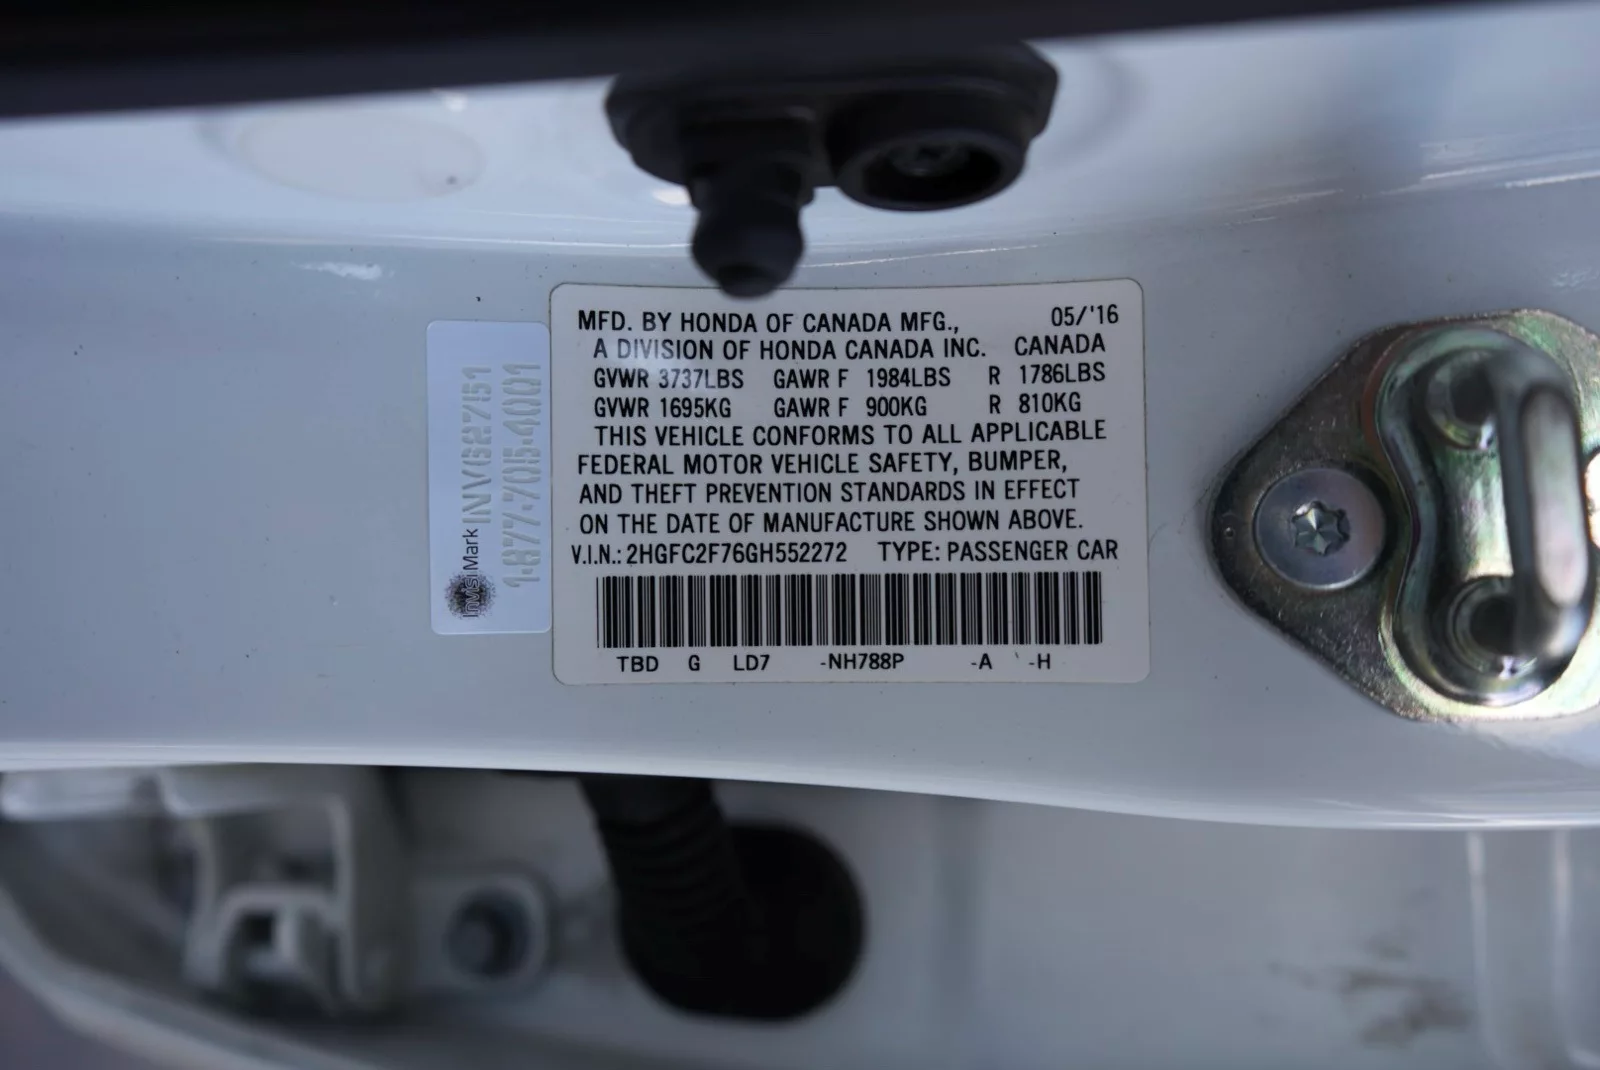 MFD. BY HONDA OF CANADA MFG., 05/'16
A DIVISION OF HONDA CANADA INC. CANADA
GVWR 3737LBS GAWR F 1984LBS R 1786LBS
GVWR 1695KG GAWR F 900KG R 810KG
THIS VEHICLE CONFORMS TO ALL APPLICABLE
FEDERAL MOTOR VEHICLE SAFETY, BUMPER,
AND THEFT PREVENTION STANDARDS IN EFFECT
ON THE DATE OF MANUFACTURE SHOWN ABOVE.
V.I.N.: 2HGFC2F76GH552272 TYPE: PASSENGER CAR
TBD G LD7 -NH788P -A -H
InvisiMark INV62751
1-877-705-4001